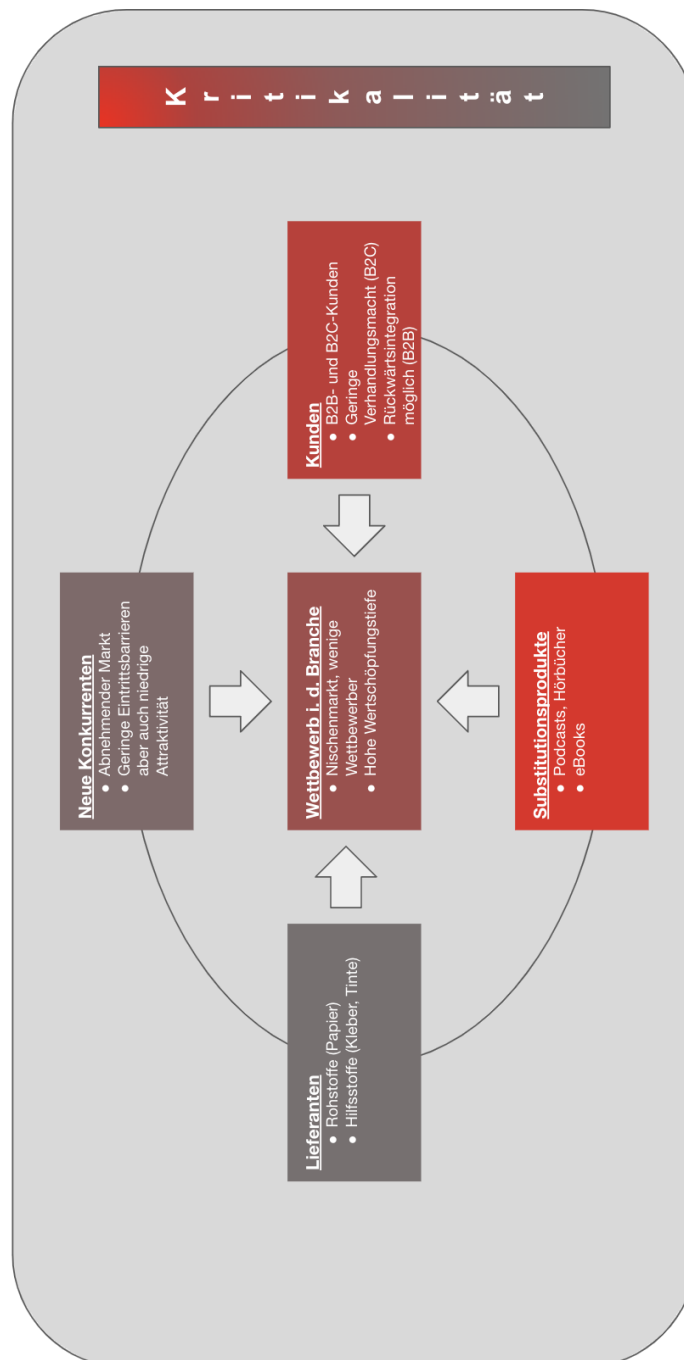 Neue Konkurrenten
● Abnehmender Markt
● Geringe Eintrittsbarrieren
aber auch niedrige
Attraktivität
Lieferanten
● Rohstoffe (Papier)
● Hilfsstoffe (Kleber, Tinte)
Wettbewerb i. d. Branche
● Nischenmarkt, wenige
Wettbewerber
● Hohe Wertschöpfungstiefe
Kunden
● B2B- und B2C-Kunden
● Geringe
Verhandlungsmacht (B2C)
● Rückwärtsintegration
möglich (B2B)
Substitutionsprodukte
● Podcasts, Hörbücher
● eBooks
Kritikalität